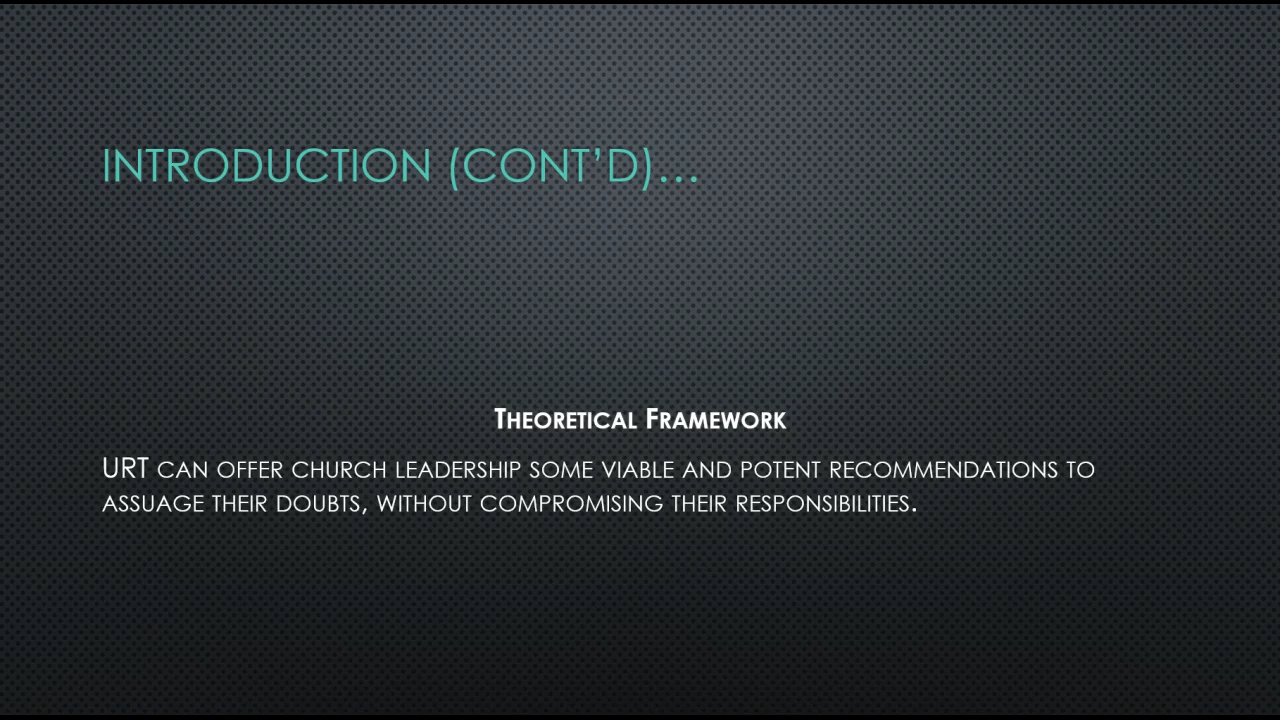 INTRODUCTION (CONT’D)…
THEORETICAL FRAMEWORK
URT CAN OFFER CHURCH LEADERSHIP SOME VIABLE AND POTENT RECOMMENDATIONS TO
ASSUAGE THEIR DOUBTS, WITHOUT COMPROMISING THEIR RESPONSIBILITIES.